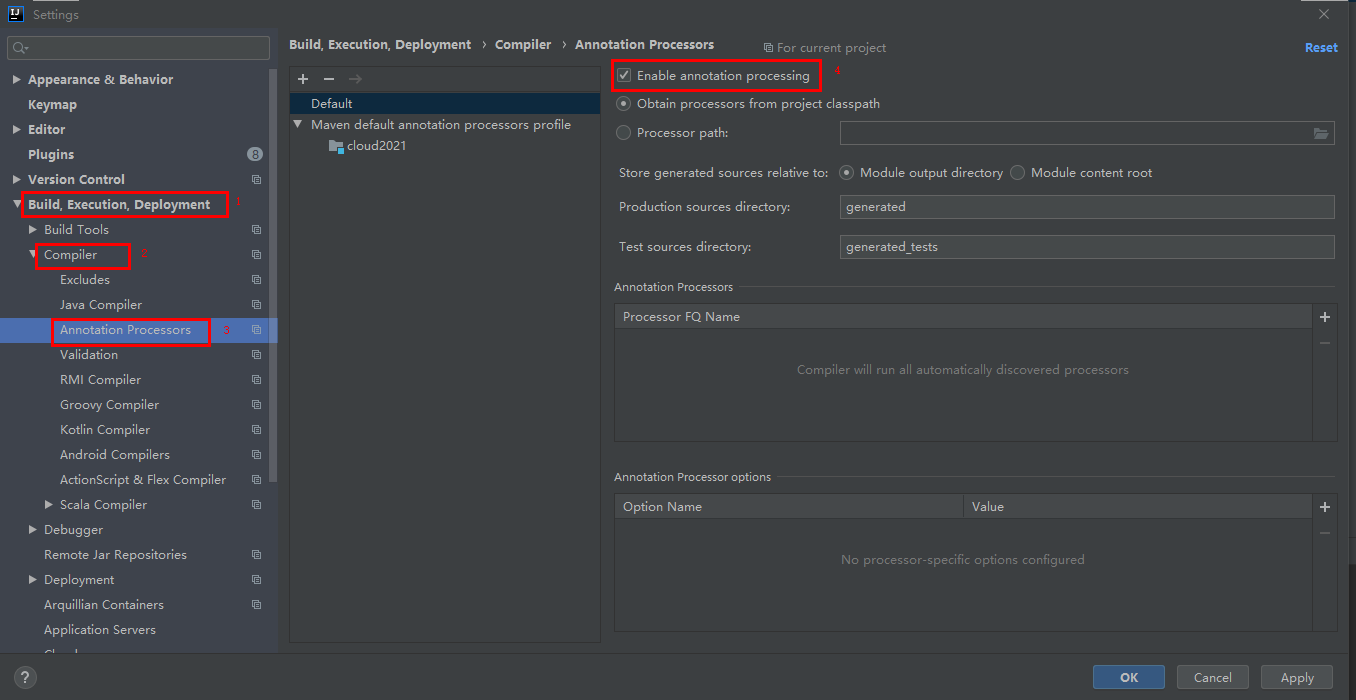 Settings
Appearance & Behavior
Keymap
Editor
Plugins 8
Version Control
Build, Execution, Deployment 1
Build Tools
Compiler 2
Excludes
Java Compiler
Annotation Processors 3
Validation
RMI Compiler
Groovy Compiler
Kotlin Compiler
Android Compilers
ActionScript & Flex Compiler
Scala Compiler
Debugger
Remote Jar Repositories
Deployment
Arquillian Containers
Application Servers
Build, Execution, Deployment › Compiler › Annotation Processors For current project Reset
Default
Maven default annotation processors profile
cloud2021
Enable annotation processing 4
Obtain processors from project classpath
Processor path:
Store generated sources relative to: Module output directory Module content root
Production sources directory: generated
Test sources directory: generated_tests
Annotation Processors
Processor FQ Name
Compiler will run all automatically discovered processors
Annotation Processor options
Option Name Value
No processor-specific options configured
? OK Cancel Apply